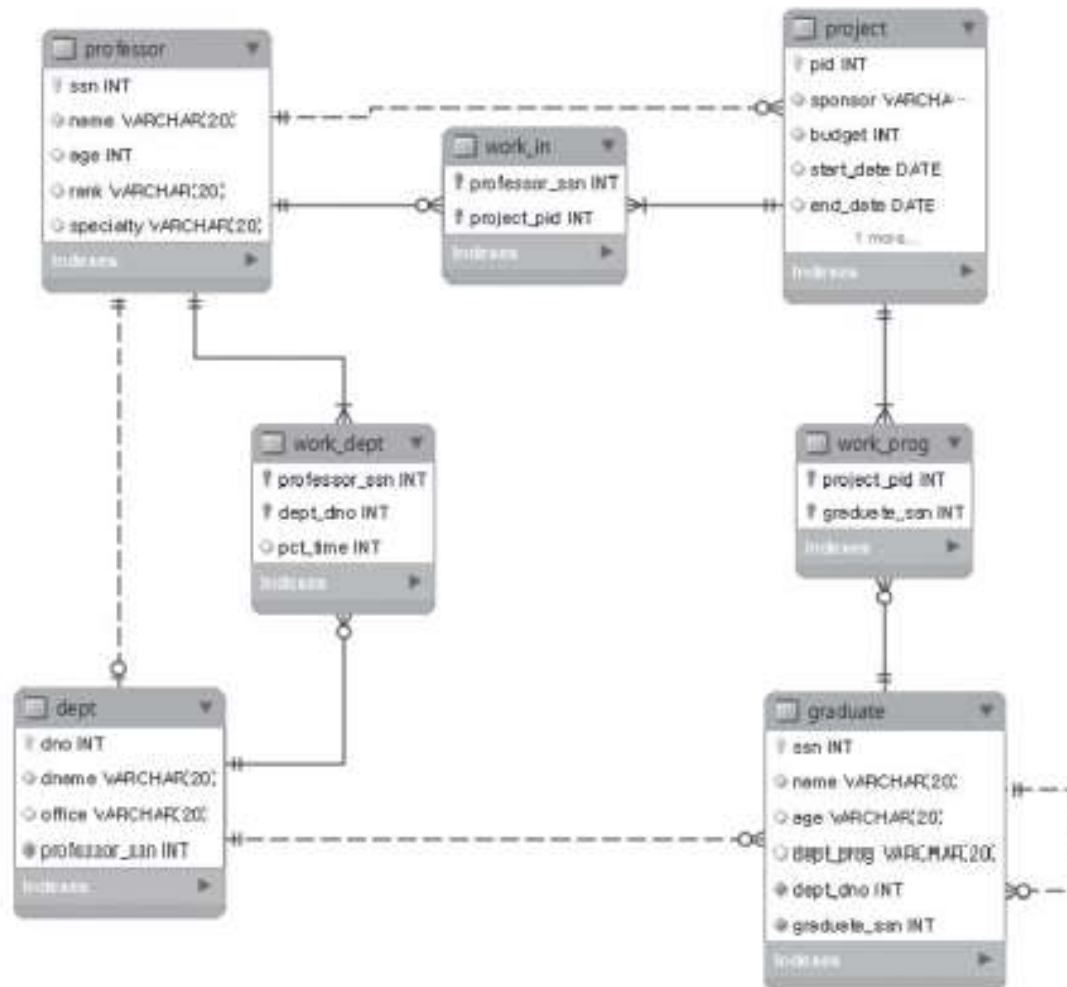 professor
ssn INT
name VARCHAR(20)
age INT
rank VARCHAR(20)
specialty VARCHAR(20)
Indexes
project
pid INT
sponsor VARCHA...
budget INT
start_date DATE
end_date DATE
1 more...
Indexes
work_in
professor_ssn INT
project_pid INT
Indexes
work_dept
professor_ssn INT
dept_dno INT
pct_time INT
Indexes
work_prog
project_pid INT
graduate_ssn INT
Indexes
dept
dno INT
dname VARCHAR(20)
office VARCHAR(20)
professor_ssn INT
Indexes
graduate
ssn INT
name VARCHAR(20)
age VARCHAR(20)
dept_prog VARCHAR(20)
dept_dno INT
graduate_ssn INT
Indexes